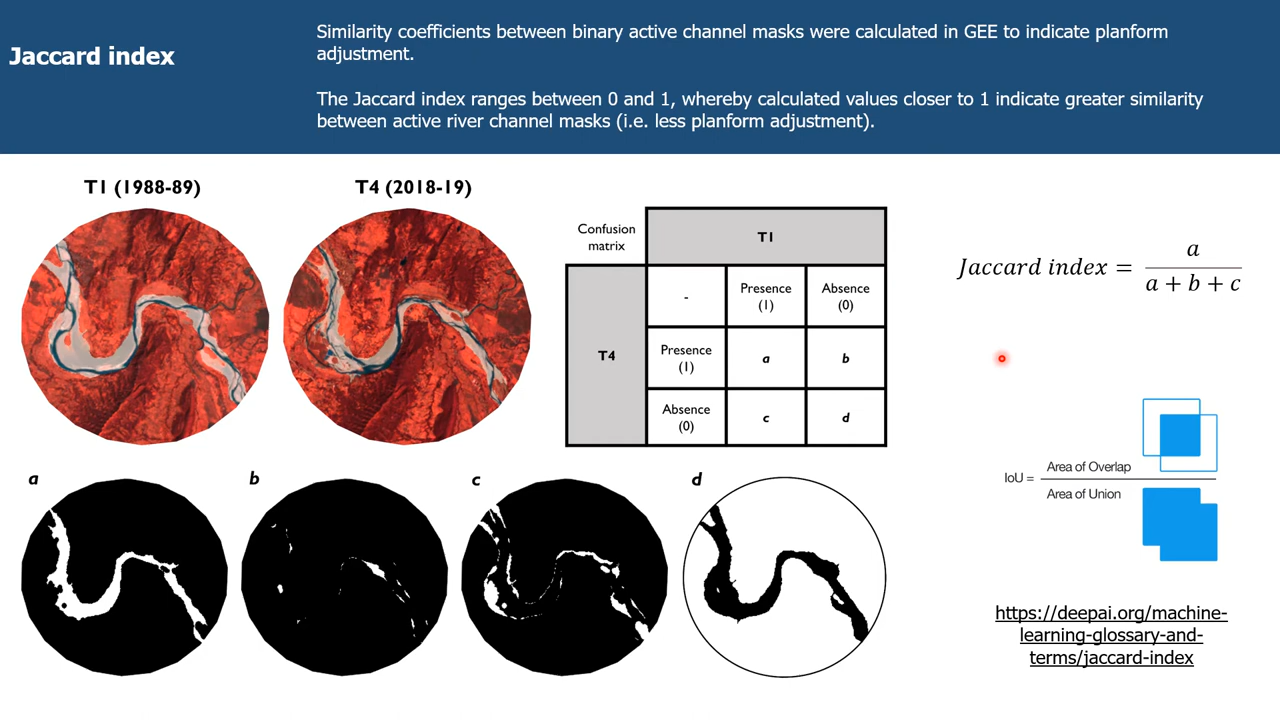 Jaccard index
Similarity coefficients between binary active channel masks were calculated in GEE to indicate planform
adjustment.
The Jaccard index ranges between 0 and 1, whereby calculated values closer to 1 indicate greater similarity
between active river channel masks (i.e. less planform adjustment).
T1 (1988-89)
T4 (2018-19)
Confusion
matrix
T1
T4
-
Presence
(1)
Absence
(0)
Presence
(1)
a
b
Absence
(0)
c
d
Jaccard index = a / a + b + c
a
b
c
d
IoU =
Area of Overlap
Area of Union
https://deepai.org/machine-
learning-glossary-and-
terms/jaccard-index